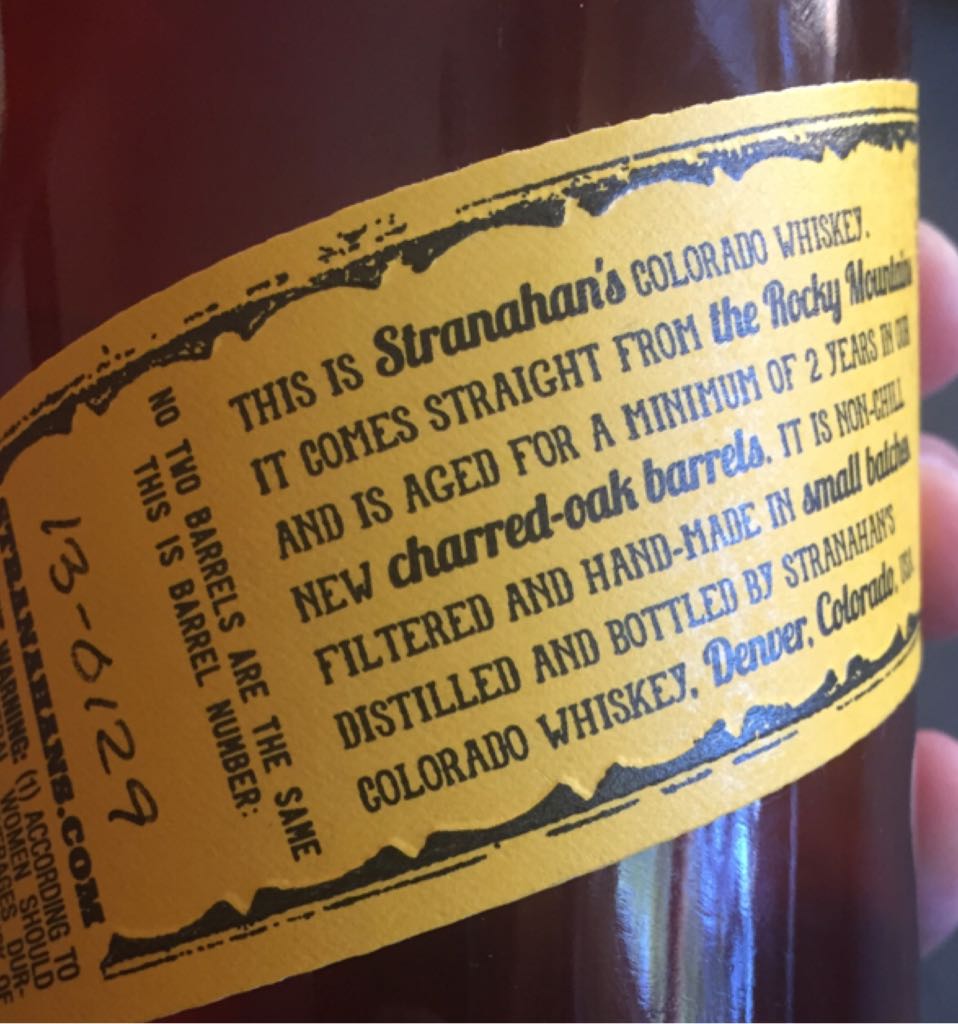 THIS IS Stranahan's COLORADO WHISKEY.
IT COMES STRAIGHT FROM the Rocky Mountains
AND IS AGED FOR A MINIMUM OF 2 YEARS IN OUR
NEW charred-oak barrels. IT IS NON-CHILL
FILTERED AND HAND-MADE IN small batches
DISTILLED AND BOTTLED BY STRANAHAN'S
COLORADO WHISKEY, Denver, Colorado, USA
NO TWO BARRELS ARE THE SAME
THIS IS BARREL NUMBER:
13-0129
STRANAHANS.COM
WARNING: (1) ACCORDING TO
WOMEN SHOULD
DUR-
OF